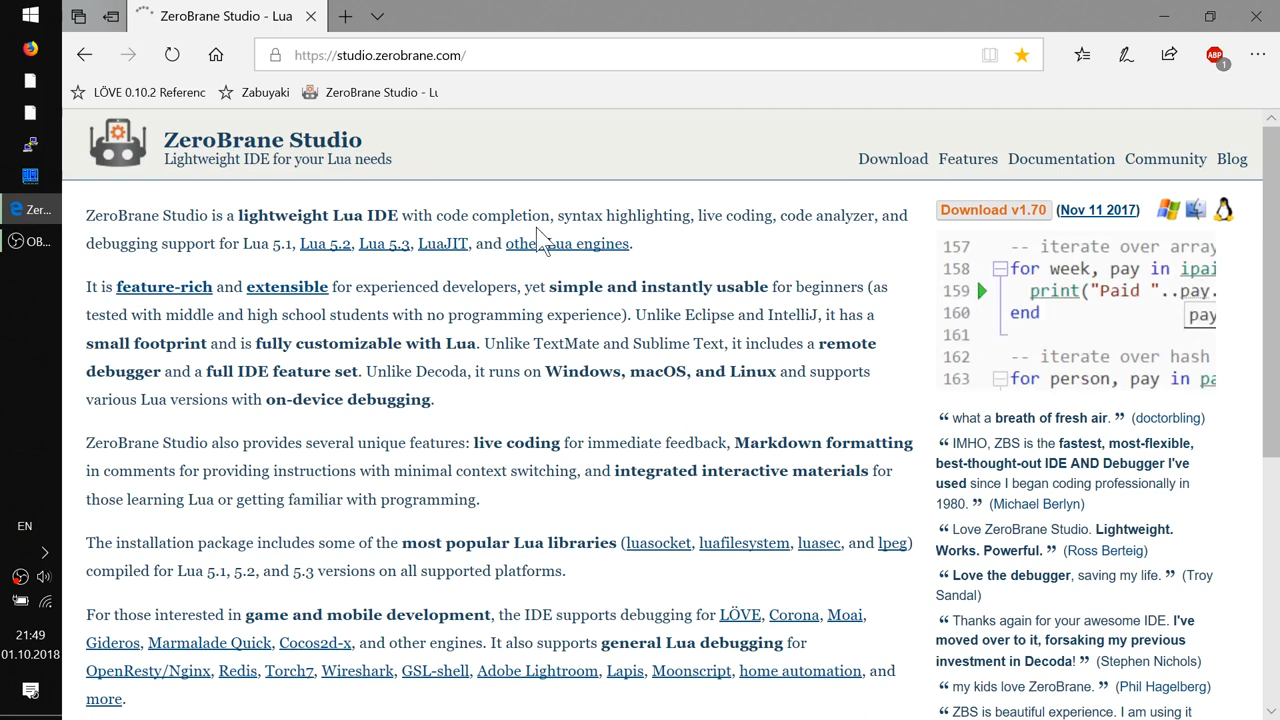 ZeroBrane Studio - Lua
https://studio.zerobrane.com/
ABP
1
LÖVE 0.10.2 Referenc
Zabuyaki
ZeroBrane Studio - Lu
ZeroBrane Studio
Lightweight IDE for your Lua needs
Download Features Documentation Community Blog
ZeroBrane Studio is a lightweight Lua IDE with code completion, syntax highlighting, live coding, code analyzer, and
debugging support for Lua 5.1, Lua 5.2, Lua 5.3, LuaJIT, and other Lua engines.
It is feature-rich and extensible for experienced developers, yet simple and instantly usable for beginners (as
tested with middle and high school students with no programming experience). Unlike Eclipse and IntelliJ, it has a
small footprint and is fully customizable with Lua. Unlike TextMate and Sublime Text, it includes a remote
debugger and a full IDE feature set. Unlike Decoda, it runs on Windows, macOS, and Linux and supports
various Lua versions with on-device debugging.
ZeroBrane Studio also provides several unique features: live coding for immediate feedback, Markdown formatting
in comments for providing instructions with minimal context switching, and integrated interactive materials for
those learning Lua or getting familiar with programming.
The installation package includes some of the most popular Lua libraries (luasocket, luafilesystem, luasec, and lpeg)
compiled for Lua 5.1, 5.2, and 5.3 versions on all supported platforms.
For those interested in game and mobile development, the IDE supports debugging for LÖVE, Corona, Moai,
Gideros, Marmalade Quick, Cocos2d-x, and other engines. It also supports general Lua debugging for
OpenResty/Nginx, Redis, Torch7, Wireshark, GSL-shell, Adobe Lightroom, Lapis, Moonscript, home automation, and
more.
Download v1.70 (Nov 11 2017)
157 -- iterate over array
158 for week, pay in ipai
159 print("Paid "..pay.
160 end
pay
161
162 -- iterate over hash
163 for person, pay in pa
“ what a breath of fresh air. ” (doctorbling)
“ IMHO, ZBS is the fastest, most-flexible,
best-thought-out IDE AND Debugger I've
used since I began coding professionally in
1980. ” (Michael Berlyn)
“ Love ZeroBrane Studio. Lightweight.
Works. Powerful. ” (Ross Berteig)
“ Love the debugger, saving my life. ” (Troy
Sandal)
“ Thanks again for your awesome IDE. I've
moved over to it, forsaking my previous
investment in Decoda! ” (Stephen Nichols)
“ my kids love ZeroBrane. ” (Phil Hagelberg)
“ ZBS is beautiful experience. I am using it
Zer...
OB...
EN
21:49
01.10.2018